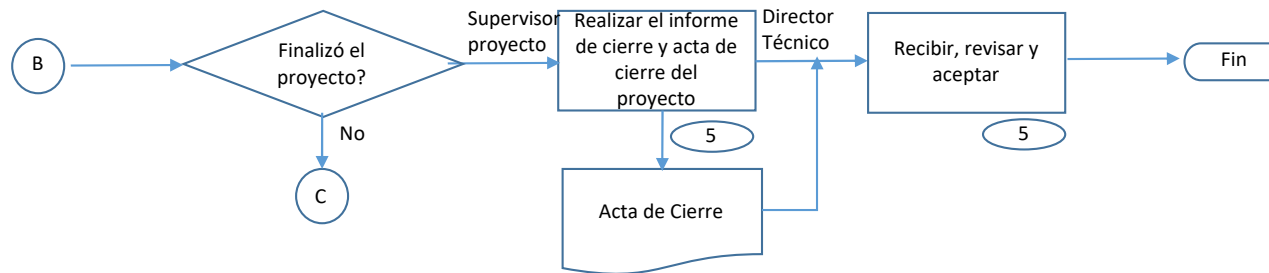 B
Finalizó el
proyecto?
No
C
Supervisor
proyecto
Realizar el informe
de cierre y acta de
cierre del
proyecto
5
Acta de Cierre
Director
Técnico
Recibir, revisar y
aceptar
5
Fin